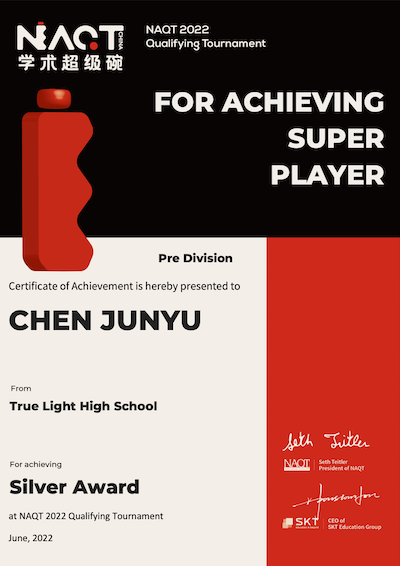 NAQT CHINA
学术超级碗
NAQT 2022
Qualifying Tournament
FOR ACHIEVING
SUPER
PLAYER
Pre Division
Certificate of Achievement is hereby presented to
CHEN JUNYU
From
True Light High School
For achieving
Silver Award
at NAQT 2022 Qualifying Tournament
June, 2022
Seth Teitler
NAQT
Seth Teitler
President of NAQT
SKT
CEO of
SKT Education Group